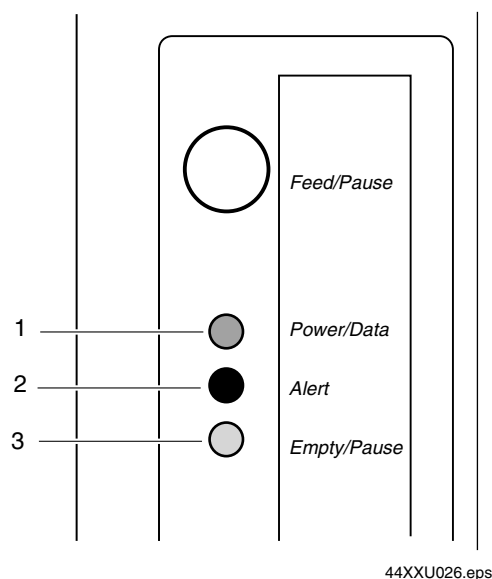 Feed/Pause
1 Power/Data
2 Alert
3 Empty/Pause
44XXU026.eps